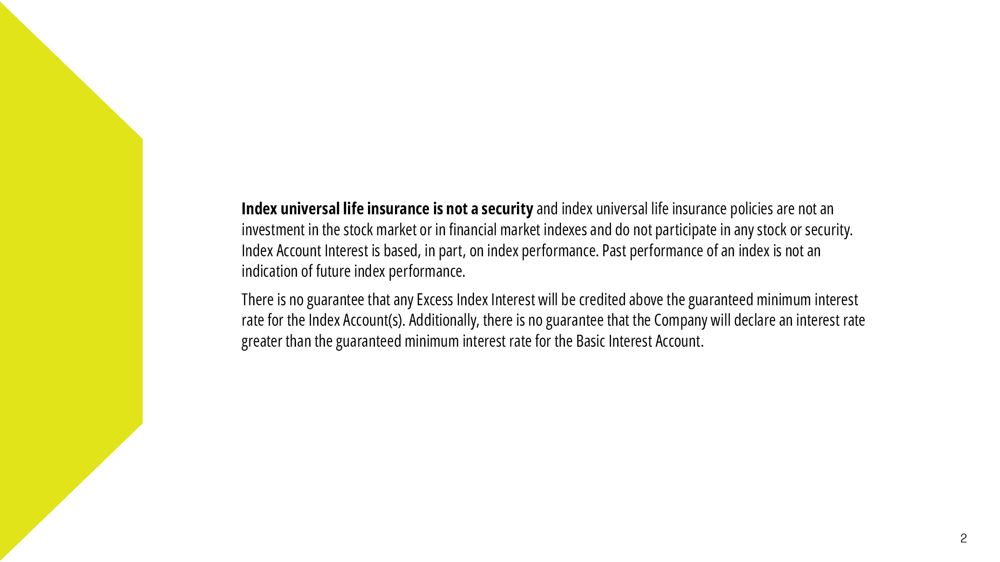 Index universal life insurance is not a security and index universal life insurance policies are not an
investment in the stock market or in financial market indexes and do not participate in any stock or security.
Index Account Interest is based, in part, on index performance. Past performance of an index is not an
indication of future index performance.
There is no guarantee that any Excess Index Interest will be credited above the guaranteed minimum interest
rate for the Index Account(s). Additionally, there is no guarantee that the Company will declare an interest rate
greater than the guaranteed minimum interest rate for the Basic Interest Account.
2